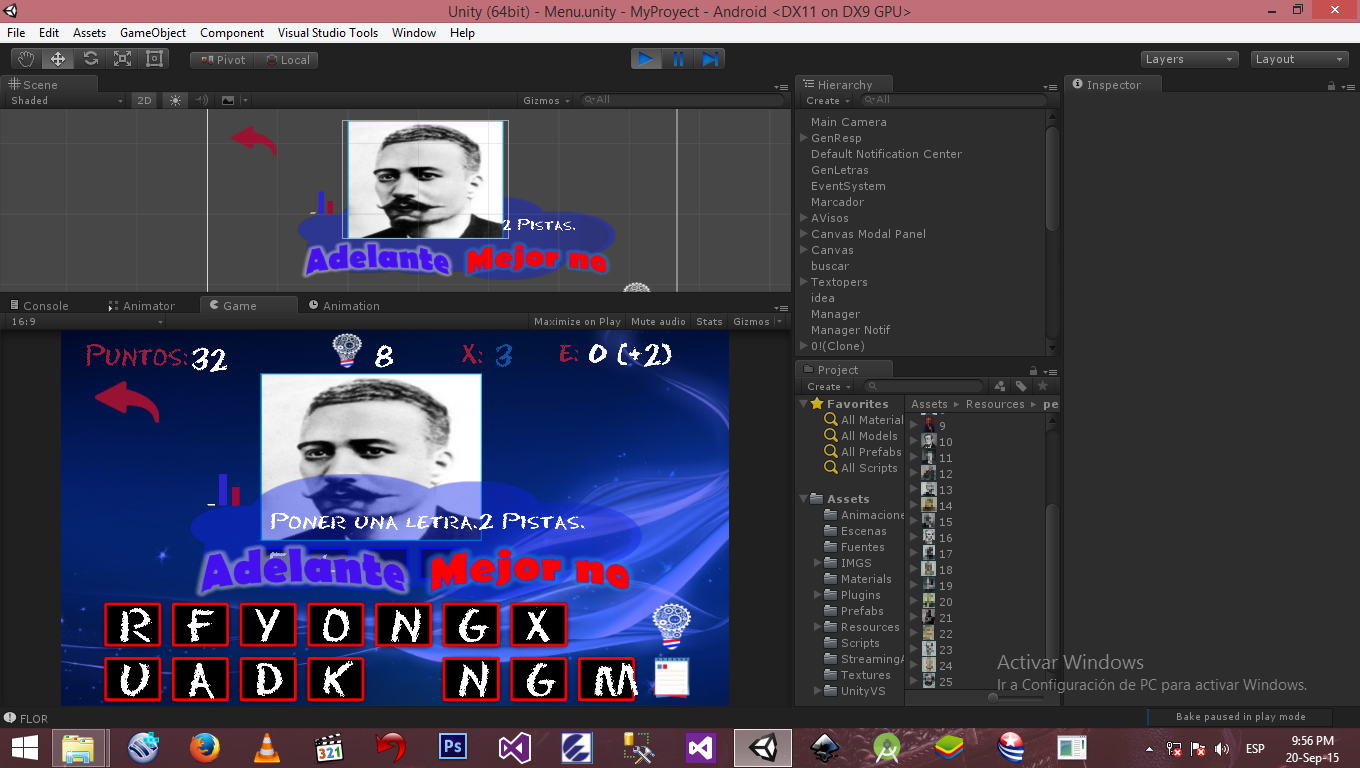 Unity (64bit) - Menu.unity - MyProyect - Android <DX11 on DX9 GPU>
File Edit Assets GameObject Component Visual Studio Tools Window Help
Pivot Local Layers Layout
Scene
Shaded 2D Gizmos All
2 Pistas.
Adelante Mejor no
Console Animator Game Animation
16:9 Maximize on Play Mute audio Stats Gizmos
Puntos: 32 8 X: 3 E: 0 (+2)
Poner una letra.2 Pistas.
Adelante Mejor no
R F Y O N G X
U A D K N G M
Hierarchy
Create All
Main Camera
GenResp
Default Notification Center
GenLetras
EventSystem
Marcador
AVisos
Canvas Modal Panel
Canvas
buscar
Textopers
idea
Manager
Manager Notif
0!(Clone)
Project
Create
Favorites
All Material
All Models
All Prefabs
All Scripts
Assets
Animacione
Escenas
Fuentes
IMGS
Materials
Plugins
Prefabs
Resources
Scripts
StreamingA
Textures
UnityVS
Assets Resources pe
9
10
11
12
13
14
15
16
17
18
19
20
21
22
23
24
25
Inspector
Activar Windows
Ir a Configuración de PC para activar Windows.
FLOR
Bake paused in play mode
321
Ps
ESP
9:56 PM
20-Sep-15